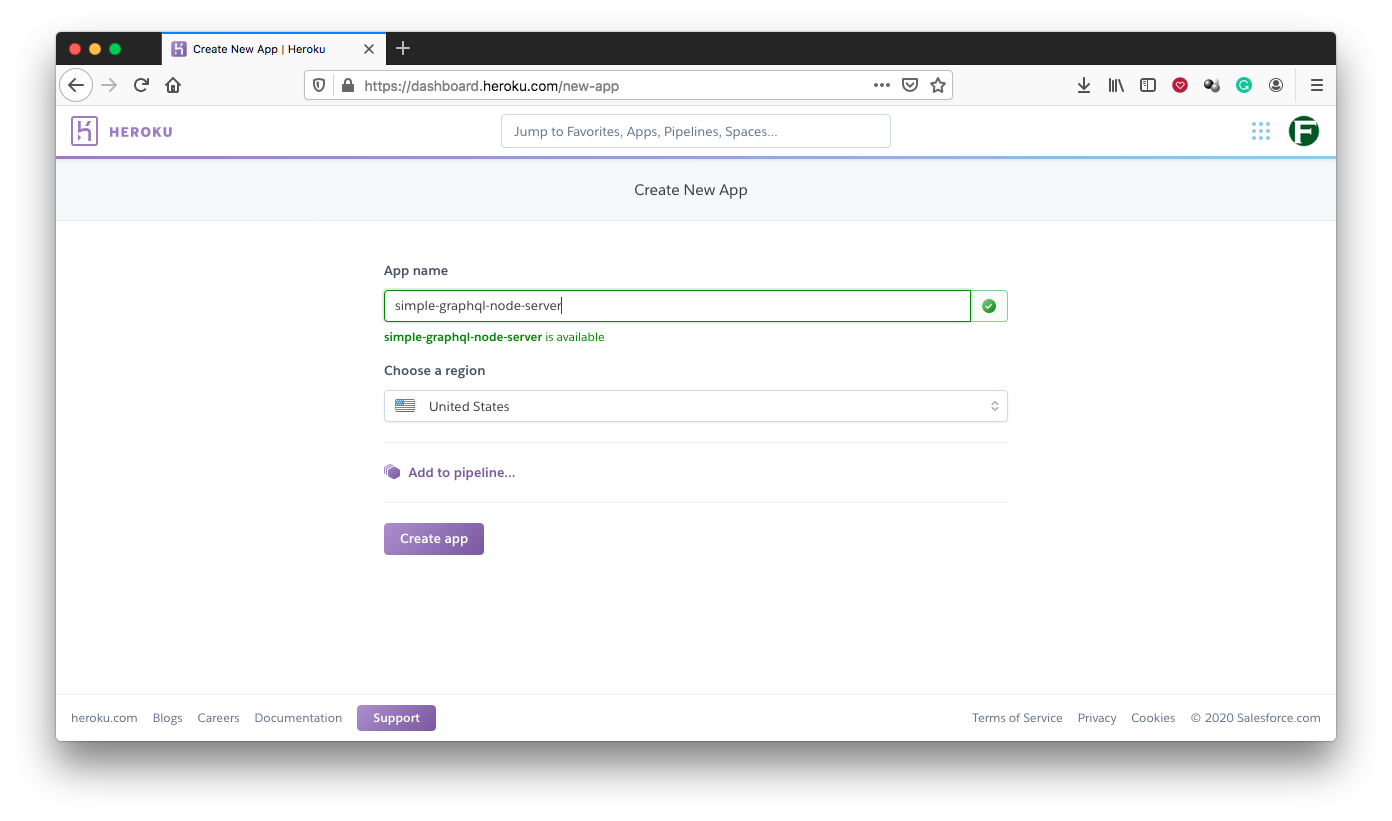 Create New App | Heroku
https://dashboard.heroku.com/new-app
HEROKU
Jump to Favorites, Apps, Pipelines, Spaces...
F
Create New App
App name
simple-graphql-node-server
simple-graphql-node-server is available
Choose a region
United States
Add to pipeline...
Create app
heroku.com Blogs Careers Documentation Support Terms of Service Privacy Cookies © 2020 Salesforce.com